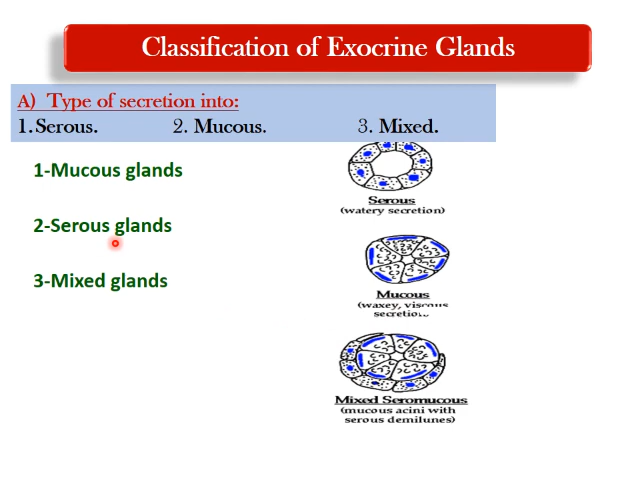 Classification of Exocrine Glands
A) Type of secretion into:
1. Serous. 2. Mucous. 3. Mixed.
1-Mucous glands
2-Serous glands
3-Mixed glands
Serous
(watery secretion)
Mucous
(waxey, viscous
secretion.
Mixed Seromucous
(mucous acini with
serous demilunes)